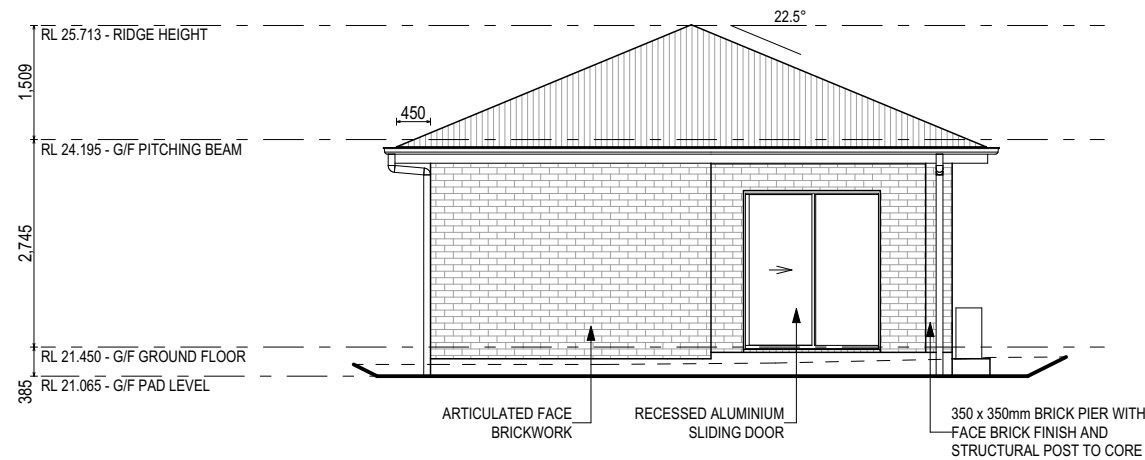 22.5°
RL 25.713 - RIDGE HEIGHT
1,509
450
RL 24.195 - G/F PITCHING BEAM
2,745
RL 21.450 - G/F GROUND FLOOR
385
RL 21.065 - G/F PAD LEVEL
ARTICULATED FACE
BRICKWORK
RECESSED ALUMINIUM
SLIDING DOOR
350 x 350mm BRICK PIER WITH
FACE BRICK FINISH AND
STRUCTURAL POST TO CORE